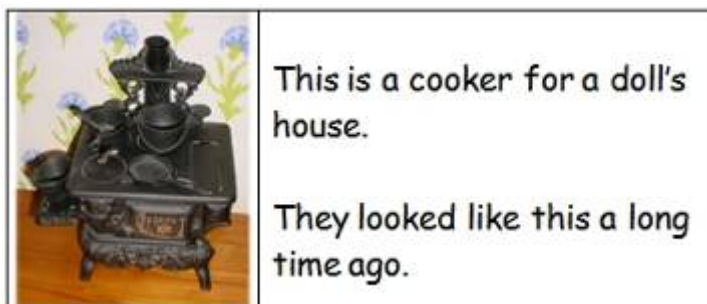 This is a cooker for a doll's
house.
They looked like this a long
time ago.